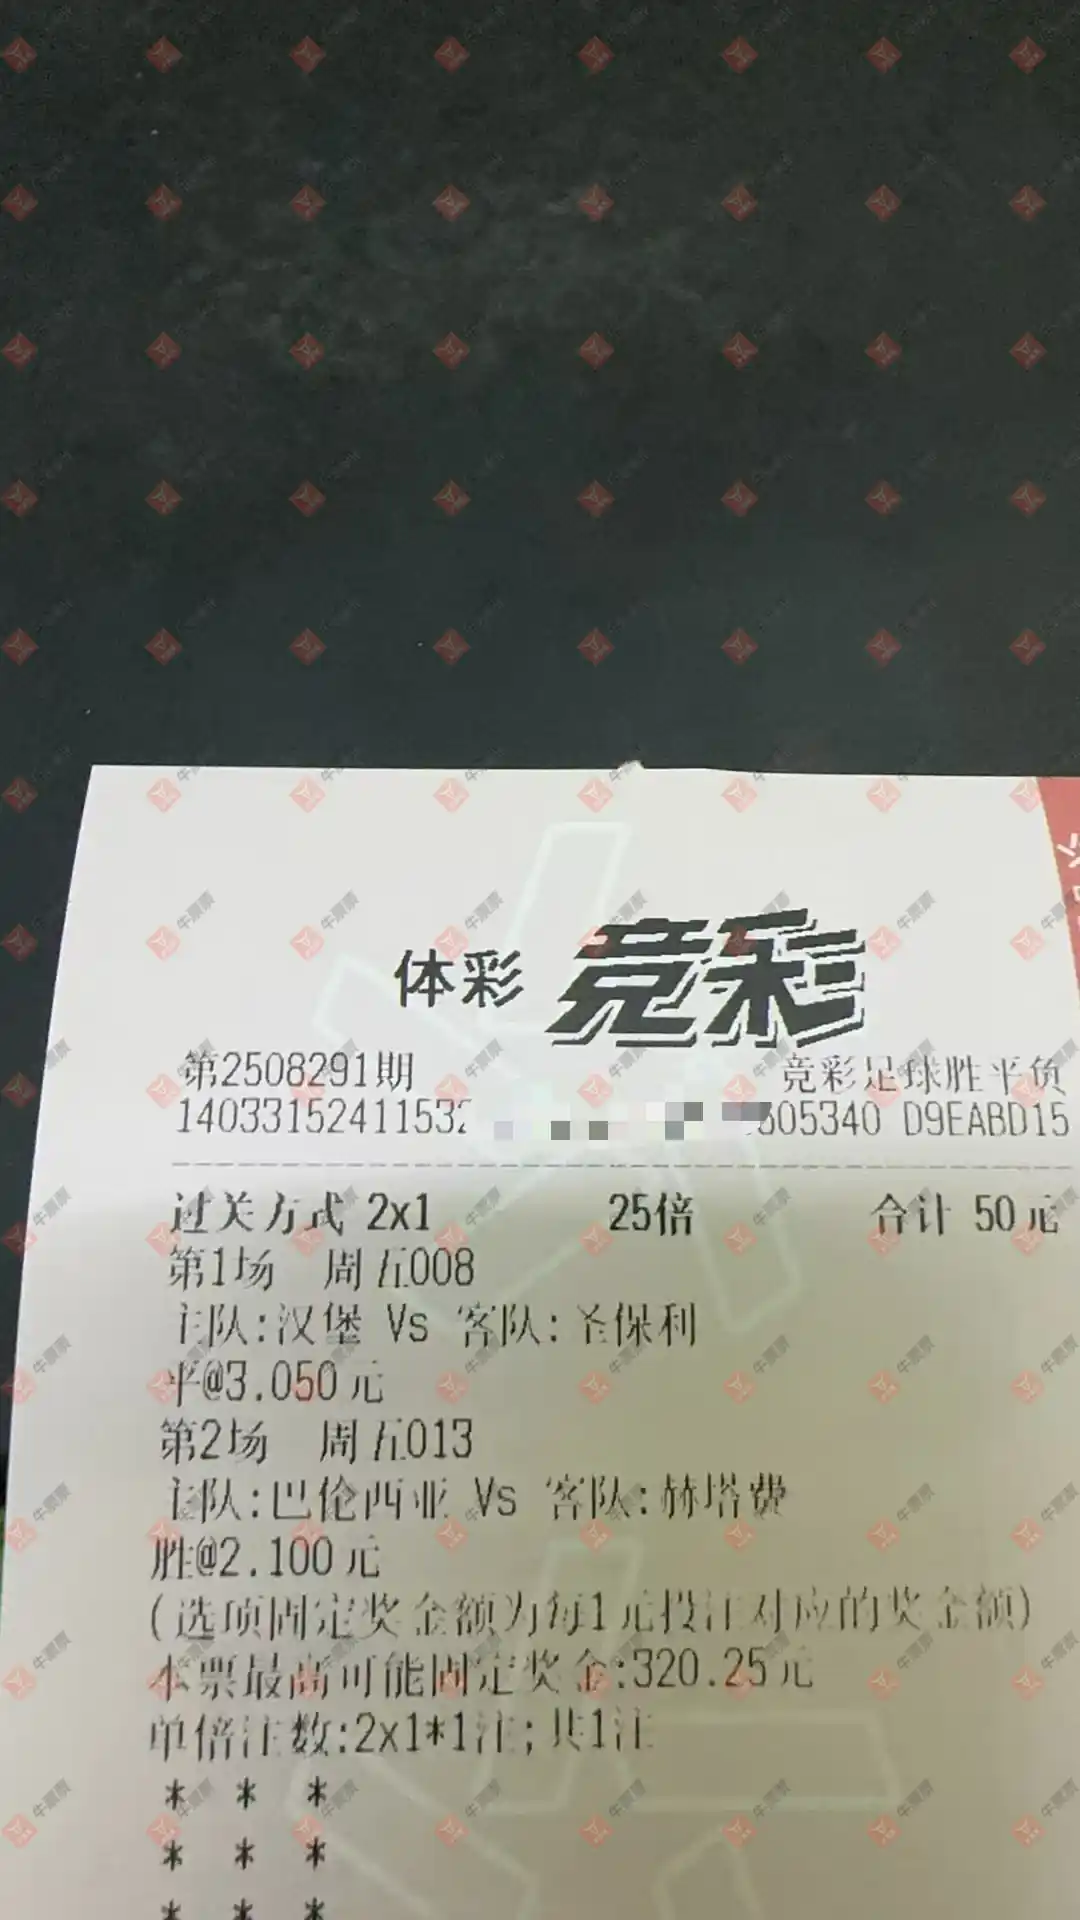 体彩 竞彩
第2508291期 竞彩足球胜平负
14033152411532 605340 D9EABD15
过关方式 2x1 25倍 合计 50元
第1场 周五008
主队:汉堡 Vs 客队:圣保利
平@3.050元
第2场 周五013
主队:巴伦西亚 Vs 客队:赫塔费
胜@2.100元
(选项固定奖金额为每1元投注对应的奖金额)
本票最高可能固定奖金:320.25元
单倍注数:2x1*1注;共1注
* * *
* * *
* * *
牛票票